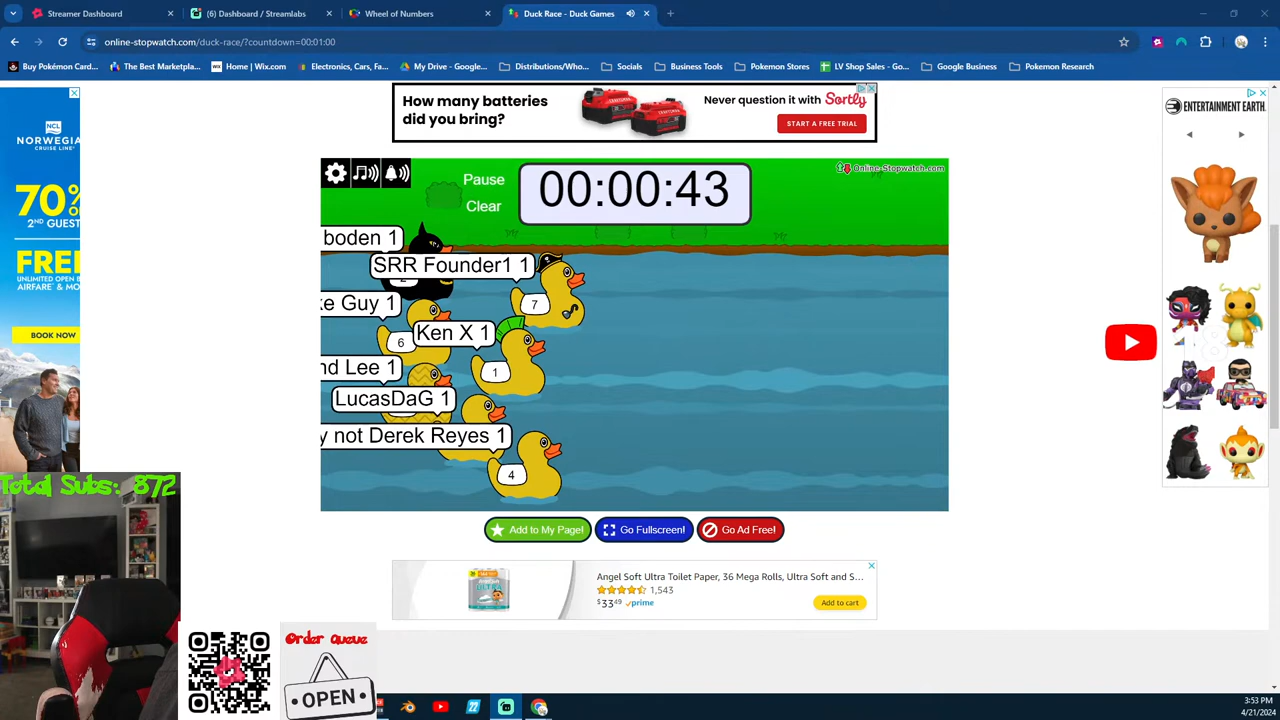 Streamer Dashboard
(6) Dashboard / Streamlabs
Wheel of Numbers
Duck Race - Duck Games
online-stopwatch.com/duck-race/?countdown=00:01:00
Buy Pokémon Card...
The Best Marketpla...
Home | Wix.com
Electronics, Cars, Fa...
My Drive - Google...
Distributions/Who...
Socials
Business Tools
Pokemon Stores
LV Shop Sales - Go...
Google Business
Pokemon Research
How many batteries
did you bring?
Never question it with Sortly
START A FREE TRIAL
NCL
NORWEGIA
CRUISE LINE
70%
2ND GUEST
FREE
UNLIMITED OPEN B
AIRFARE & MO
BOOK NOW
ENTERTAINMENT EARTH
Pause
Clear
00:00:43
Online-Stopwatch.com
boden 1
SRR Founder1 1
7
ke Guy 1
6
Ken X 1
1
nd Lee 1
LucasDaG 1
y not Derek Reyes 1
4
18
Add to My Page!
Go Fullscreen!
Go Ad Free!
Angel Soft Ultra Toilet Paper, 36 Mega Rolls, Ultra Soft and S...
1,543
$33 49 prime
Add to cart
Total Subs: 872
Order queue
OPEN
3:53 PM
4/21/2024